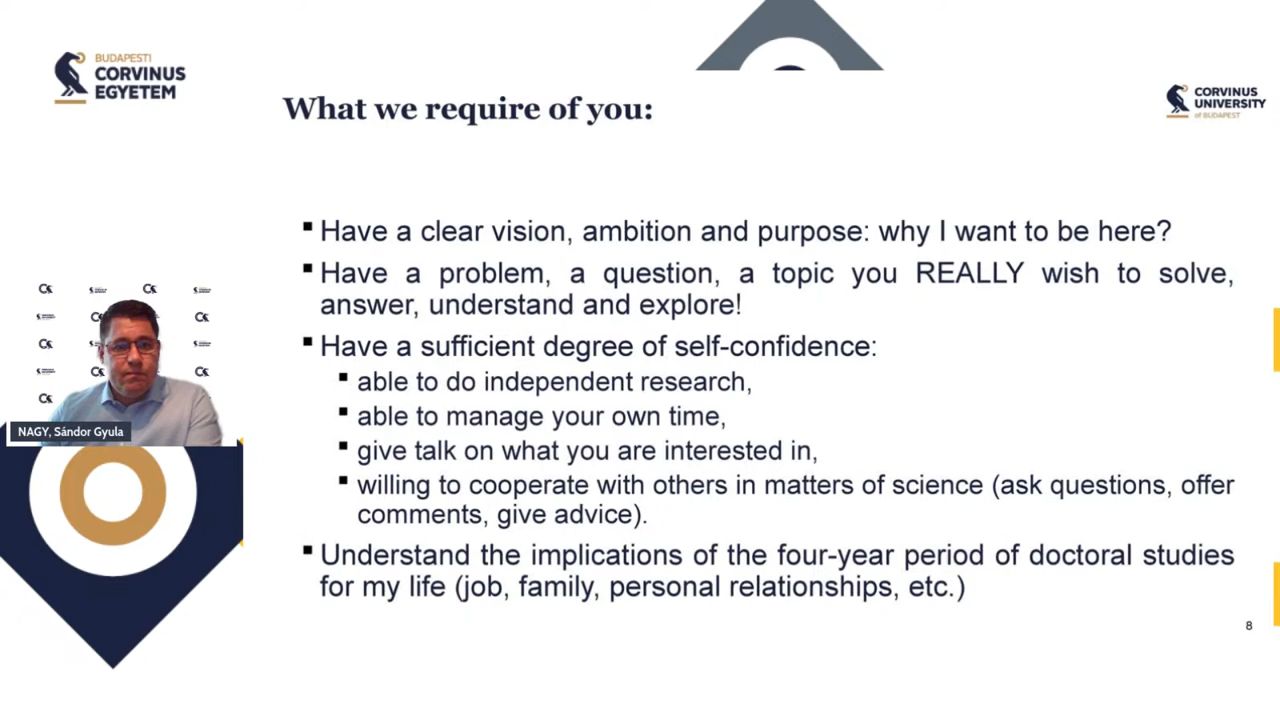 BUDAPESTI
CORVINUS
EGYETEM
What we require of you:
CORVINUS
UNIVERSITY
of BUDAPEST
Have a clear vision, ambition and purpose: why I want to be here?
Have a problem, a question, a topic you REALLY wish to solve,
answer, understand and explore!
Have a sufficient degree of self-confidence:
able to do independent research,
able to manage your own time,
give talk on what you are interested in,
willing to cooperate with others in matters of science (ask questions, offer
comments, give advice).
Understand the implications of the four-year period of doctoral studies
for my life (job, family, personal relationships, etc.)
NAGY, Sándor Gyula
8